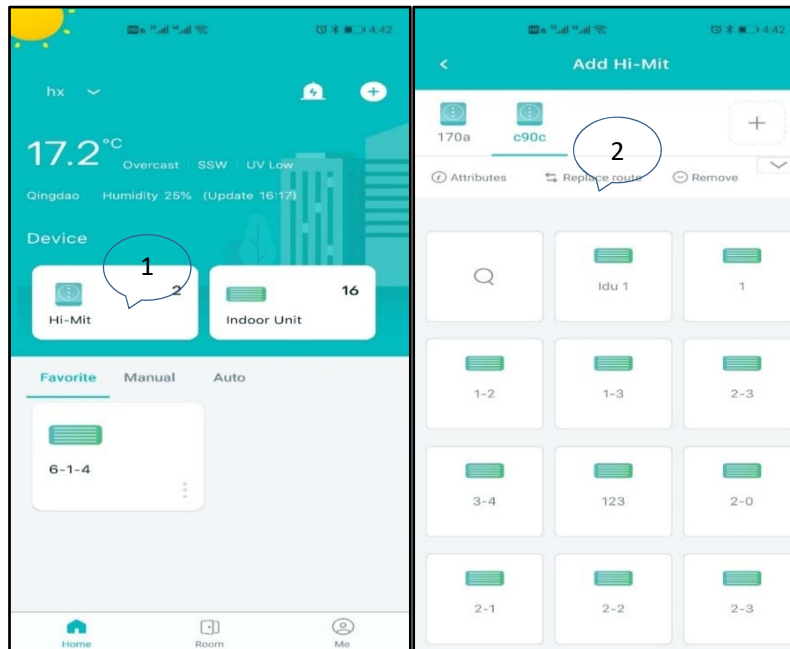 4:42
hx
17.2°C
Overcast SSW UV Low
Qingdao Humidity 25% (Update 16:17)
Device
1
2
Hi-Mit
16
Indoor Unit
Favorite Manual Auto
6-1-4
Home Room Me
4:42
Add Hi-Mit
170a c90c
2
Attributes Replace route Remove
Idu 1 1
1-2 1-3 2-3
3-4 123 2-0
2-1 2-2 2-3